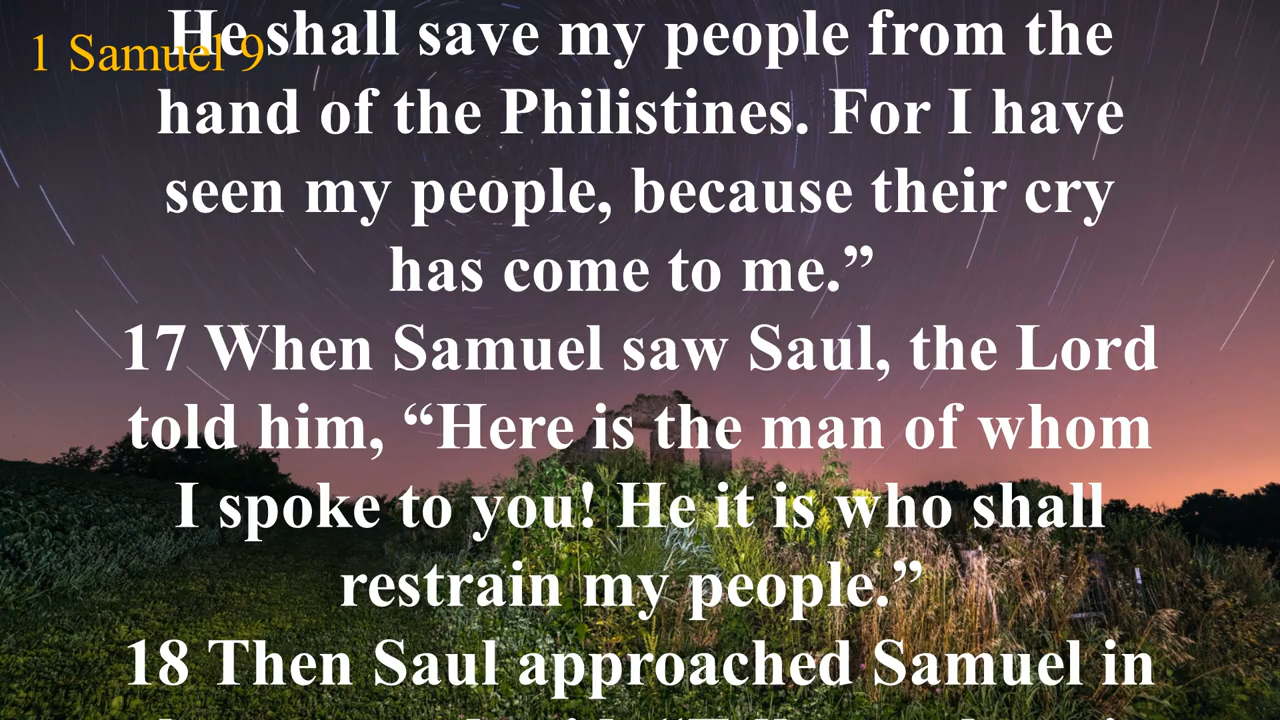 1 Samuel 9
He shall save my people from the
hand of the Philistines. For I have
seen my people, because their cry
has come to me.”
17 When Samuel saw Saul, the Lord
told him, “Here is the man of whom
I spoke to you! He it is who shall
restrain my people.”
18 Then Saul approached Samuel in